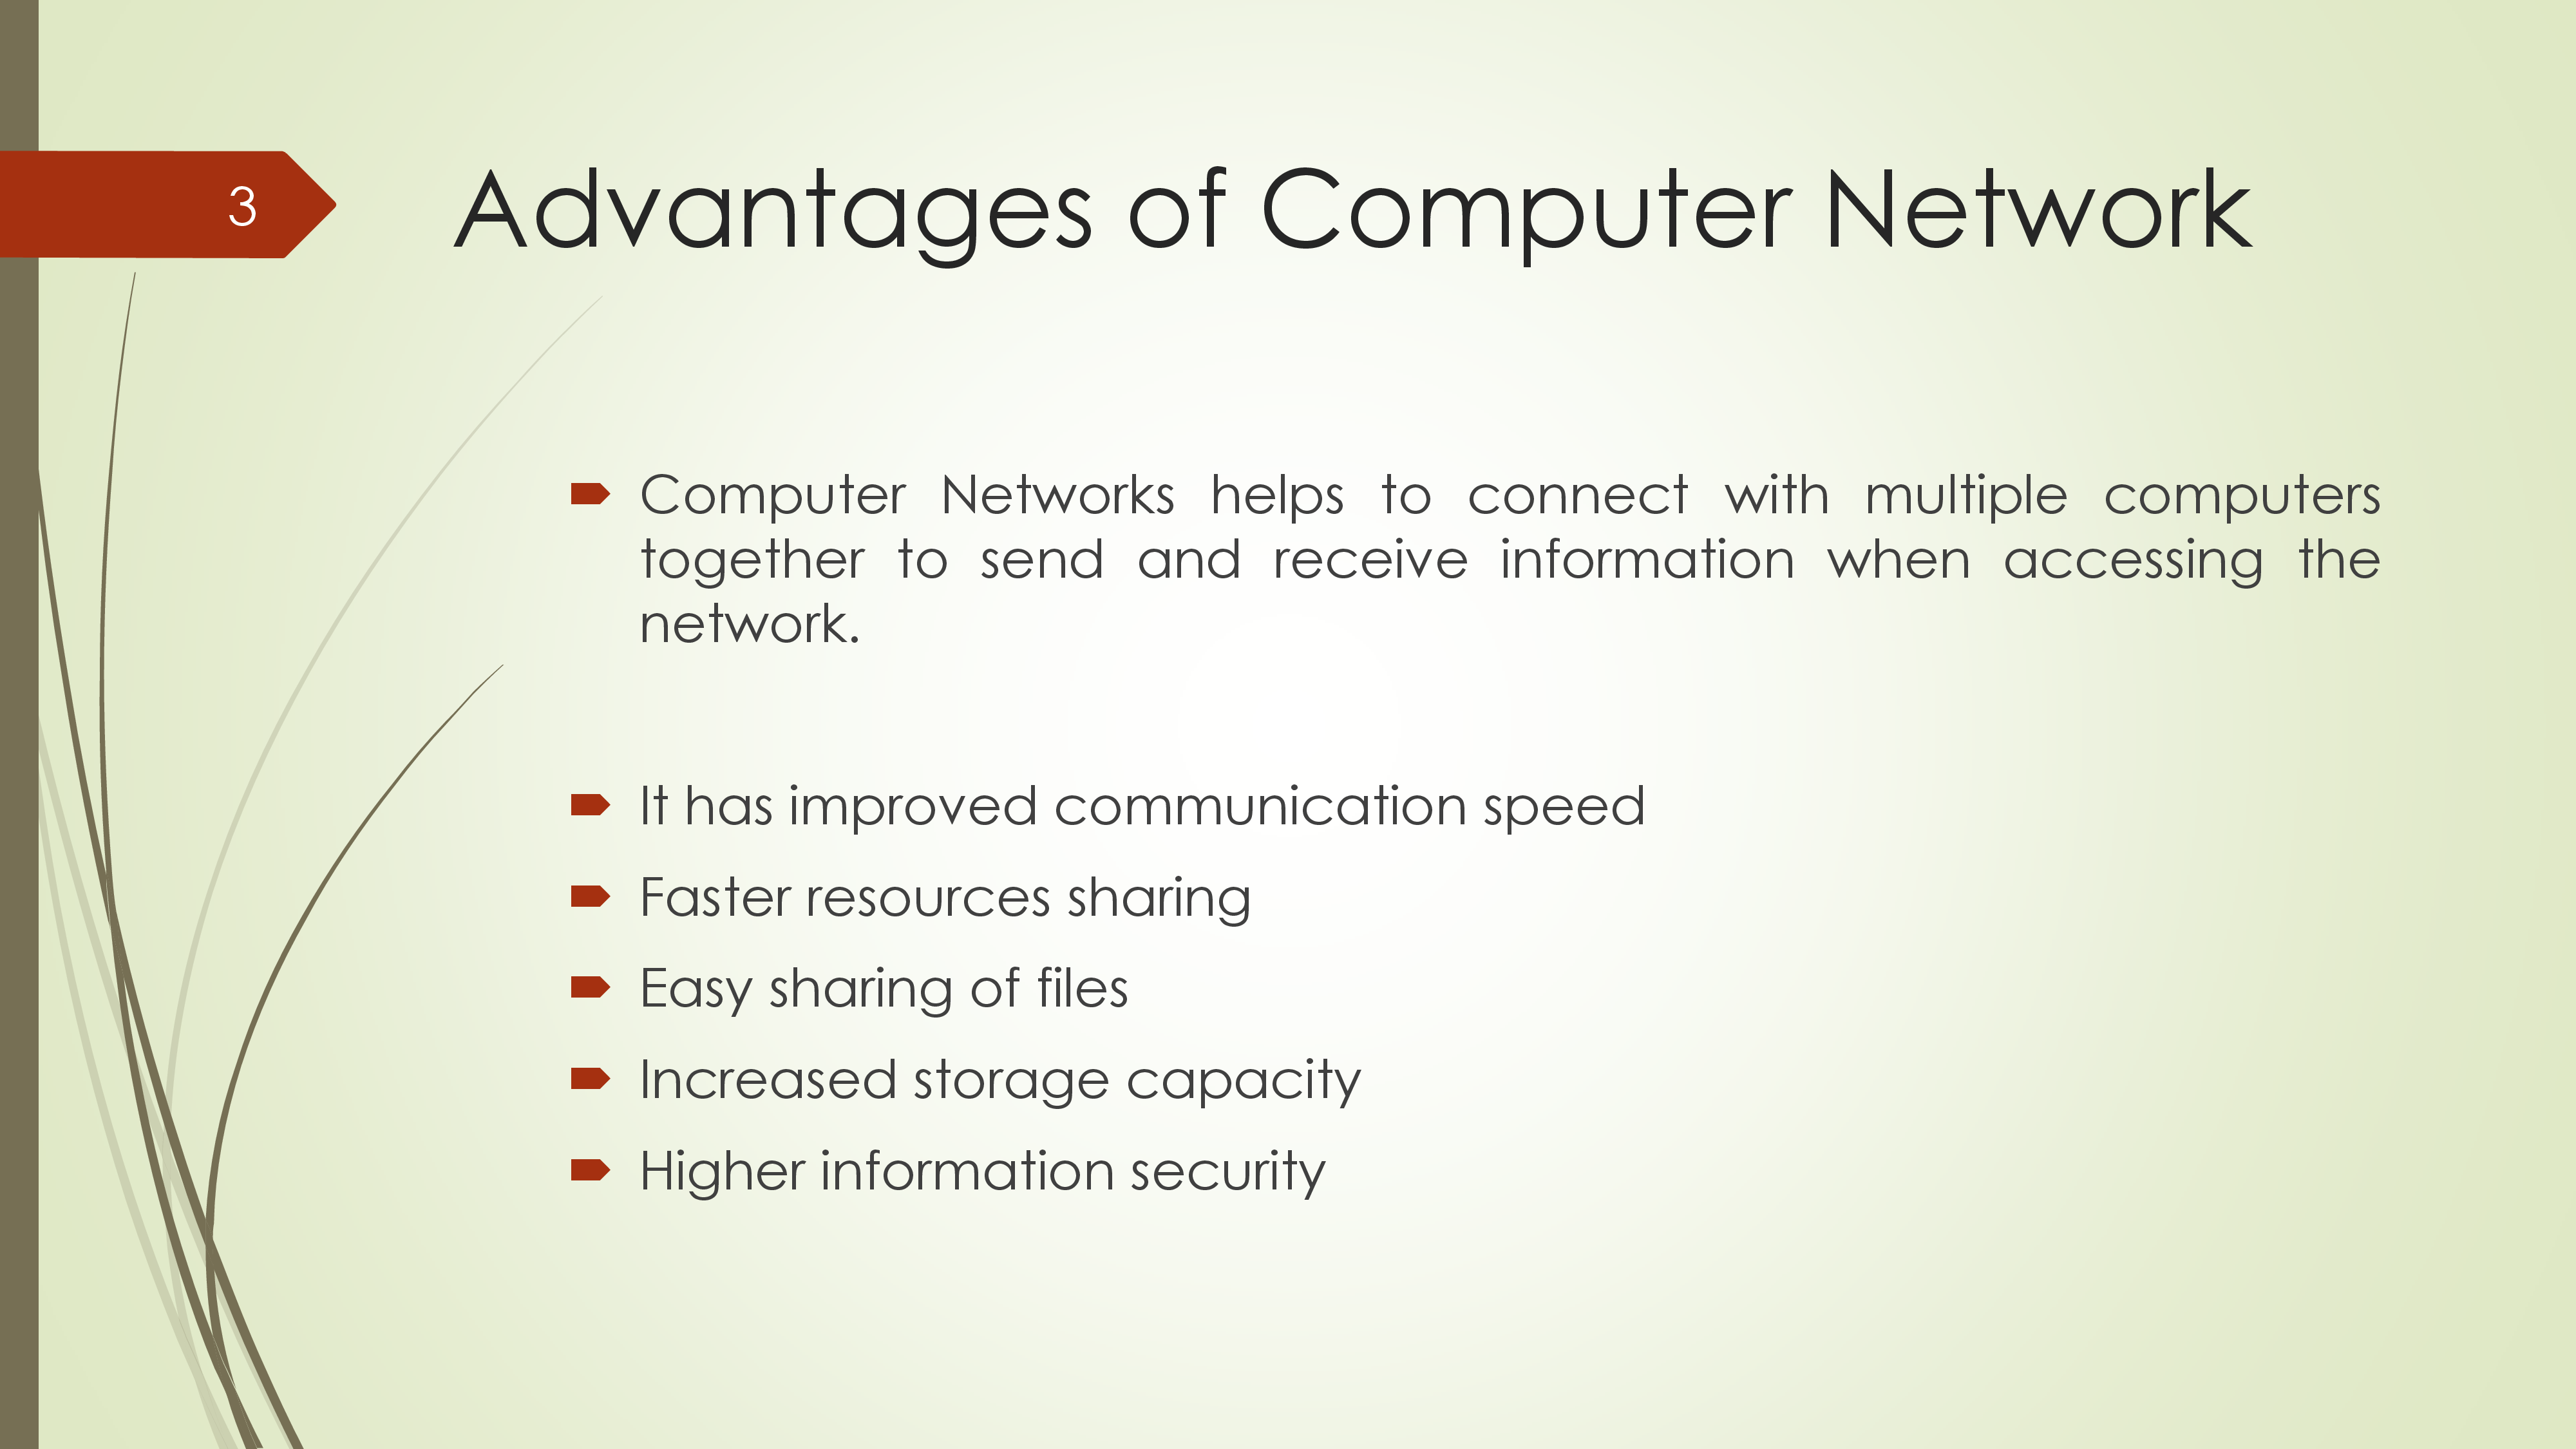 3
Advantages of Computer Network
Computer Networks helps to connect with multiple computers
together to send and receive information when accessing the
network.
It has improved communication speed
Faster resources sharing
Easy sharing of files
Increased storage capacity
Higher information security